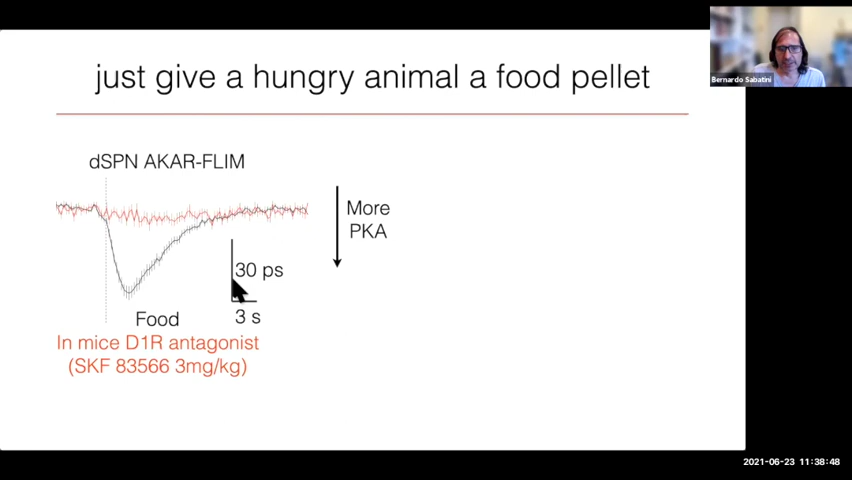 just give a hungry animal a food pellet
Bernardo Sabatini
dSPN AKAR-FLIM
More
PKA
30 ps
3 s
Food
In mice D1R antagonist
(SKF 83566 3mg/kg)
2021-06-23 11:38:48